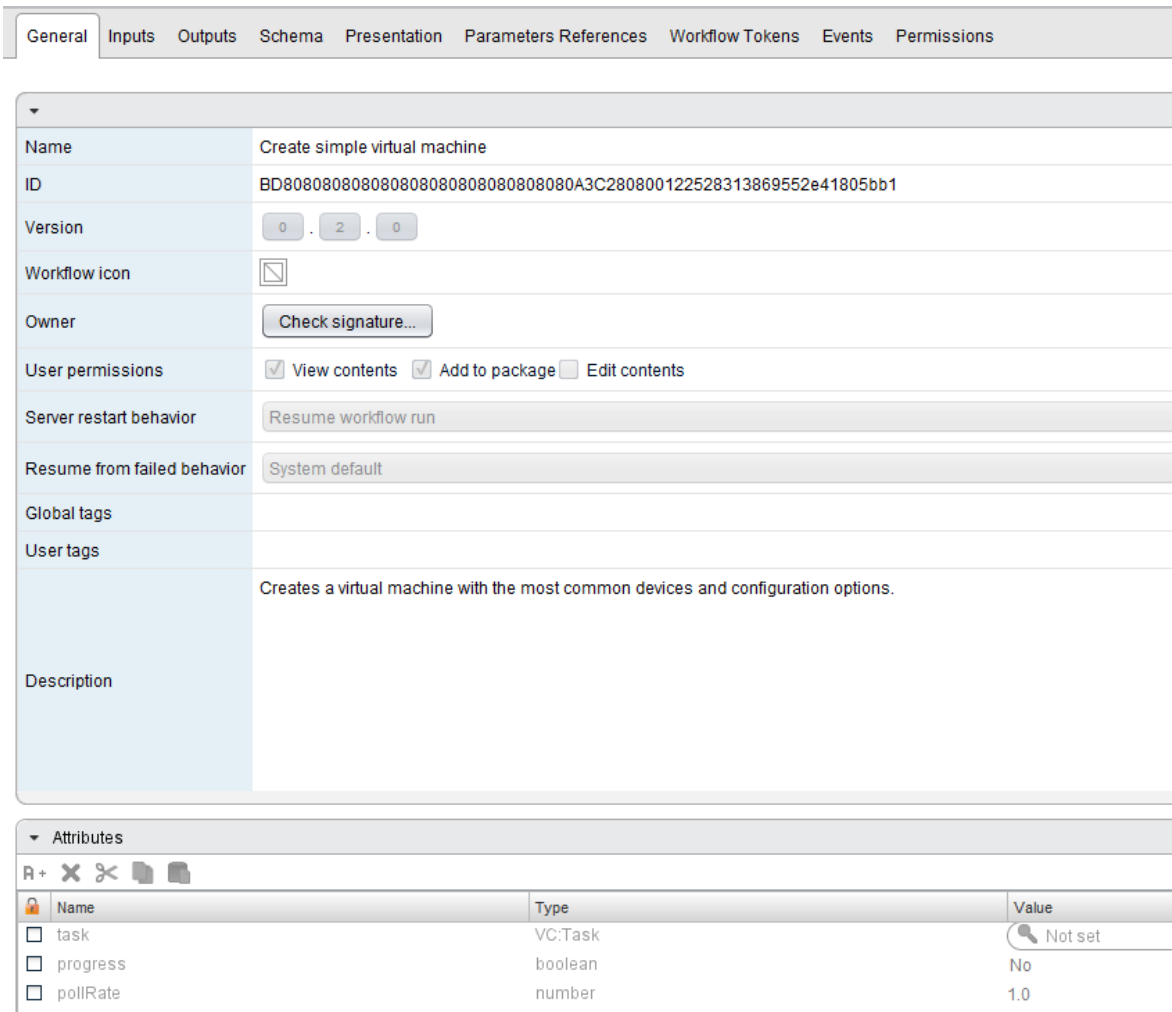 General Inputs Outputs Schema Presentation Parameters References Workflow Tokens Events Permissions
Name Create simple virtual machine
ID BD80808080808080808080808080808080A3C280800122528313869552e41805bb1
Version 0 . 2 . 0
Workflow icon
Owner Check signature...
User permissions View contents Add to package Edit contents
Server restart behavior Resume workflow run
Resume from failed behavior System default
Global tags
User tags
Creates a virtual machine with the most common devices and configuration options.
Description
Attributes
A+
Name Type Value
task VC:Task Not set
progress boolean No
pollRate number 1.0